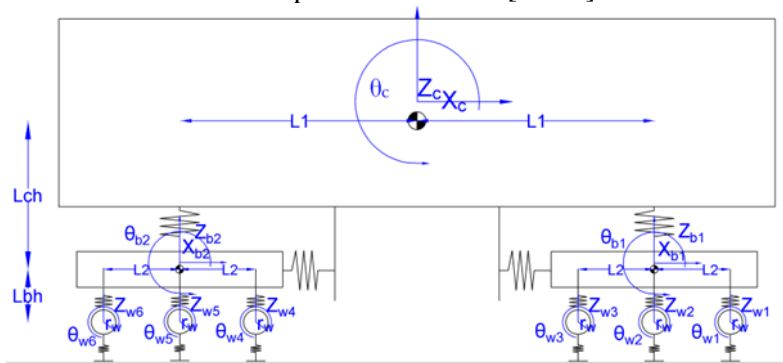 θc
Zc
Xc
L1
L1
Lch
θb2
Zb2
Xb2
θb1
Zb1
Xb1
L2
L2
L2
L2
Lbh
Zw6
Zw5
Zw4
Zw3
Zw2
Zw1
rw
rw
rw
rw
rw
rw
θw6
θw5
θw4
θw3
θw2
θw1